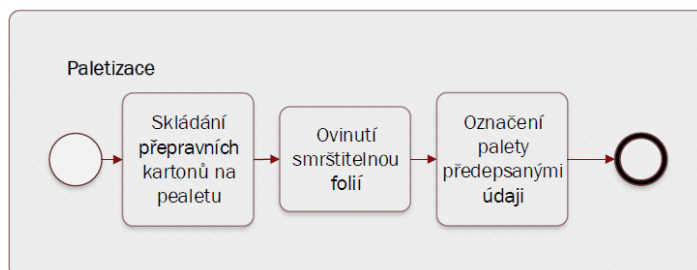 Paletizace
Skládání
přepravních
kartonů na
pealetu
Ovinutí
smrštitelnou
folií
Označení
palety
předepsanými
údaji